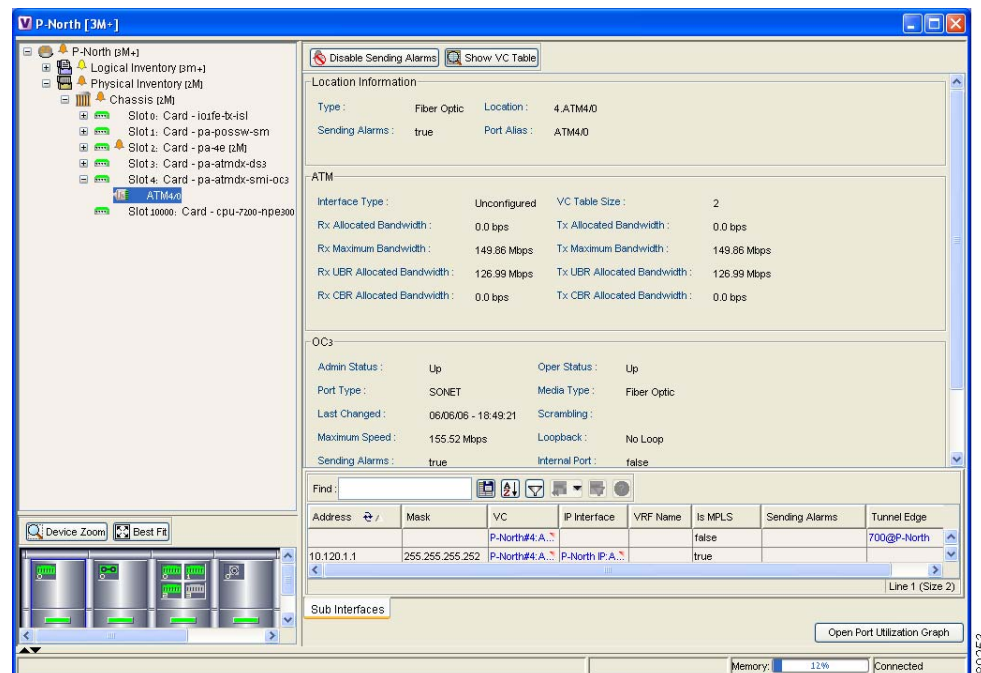 P-North [3M+]
P-North [3M+]
Logical Inventory [3m+]
Physical Inventory [2M]
Chassis [2M]
Slot 0: Card - io1fe-tx-isl
Slot 1: Card - pa-possw-sm
Slot 2: Card - pa-4e [2M]
Slot 3: Card - pa-atmdx-ds3
Slot 4: Card - pa-atmdx-smi-oc3
ATM4/0
Slot 10000: Card - cpu-7200-npe300
Device Zoom Best Fit
Disable Sending Alarms Show VC Table
Location Information
Type : Fiber Optic Location : 4.ATM4/0
Sending Alarms : true Port Alias : ATM4/0
ATM
Interface Type : Unconfigured VC Table Size : 2
Rx Allocated Bandwidth : 0.0 bps Tx Allocated Bandwidth : 0.0 bps
Rx Maximum Bandwidth : 149.86 Mbps Tx Maximum Bandwidth : 149.86 Mbps
Rx UBR Allocated Bandwidth : 126.99 Mbps Tx UBR Allocated Bandwidth : 126.99 Mbps
Rx CBR Allocated Bandwidth : 0.0 bps Tx CBR Allocated Bandwidth : 0.0 bps
OC3
Admin Status : Up Oper Status : Up
Port Type : SONET Media Type : Fiber Optic
Last Changed : 06/06/06 - 18:49:21 Scrambling :
Maximum Speed : 155.52 Mbps Loopback : No Loop
Sending Alarms : true Internal Port : false
Find :
Address Mask VC IP Interface VRF Name Is MPLS Sending Alarms Tunnel Edge
P-North#4:A... false 700@P-North
10.120.1.1 255.255.255.252 P-North#4:A... P-North IP:A... true
Line 1 (Size 2)
Sub Interfaces
Open Port Utilization Graph
Memory: 12% Connected